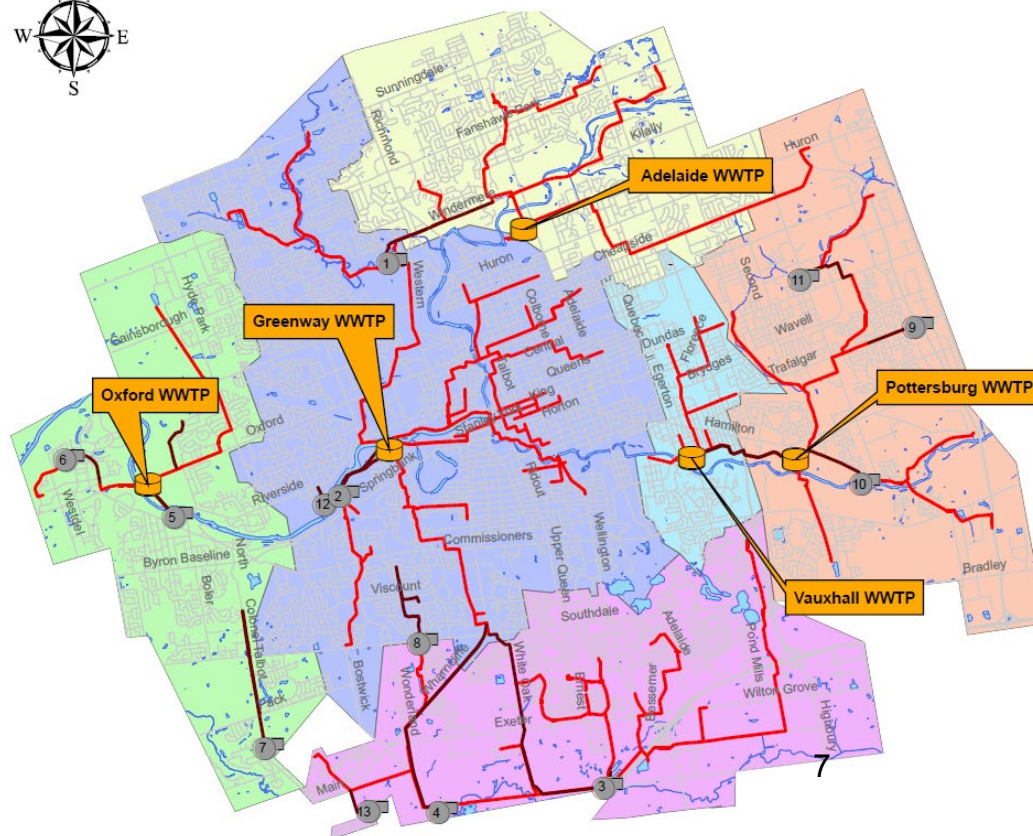 W
E
S
Sunningdale
Richmond
Fanshawe Park
Killally
Huron
Adelaide WWTP
Windermere
Cheapside
1
Western
Huron
Second
11
Hyde Park
Gainsborough
Greenway WWTP
Colborne
Adelaide
Quebec
Dundas
Florence
Wavell
9
Central
Queens
Talbot
Egerton
Brydges
Trafalgar
Oxford WWTP
King
Horton
Pottersburg WWTP
Oxford
Hamilton
6
Springbank
Ridout
Riverside
Westdel
12
2
10
5
Wellington
Commissioners
Byron Baseline
North
Upper Queen
Bradley
Boler
Viscount
Vauxhall WWTP
Southdale
Colonel Talbot
8
Adelaide
Pond Mills
Bostwick
Wonderland
Wharncliffe
White Oak
Ernest
Bessemer
Wilton Grove
Exeter
Highbury
7
7
Main
3
13
4